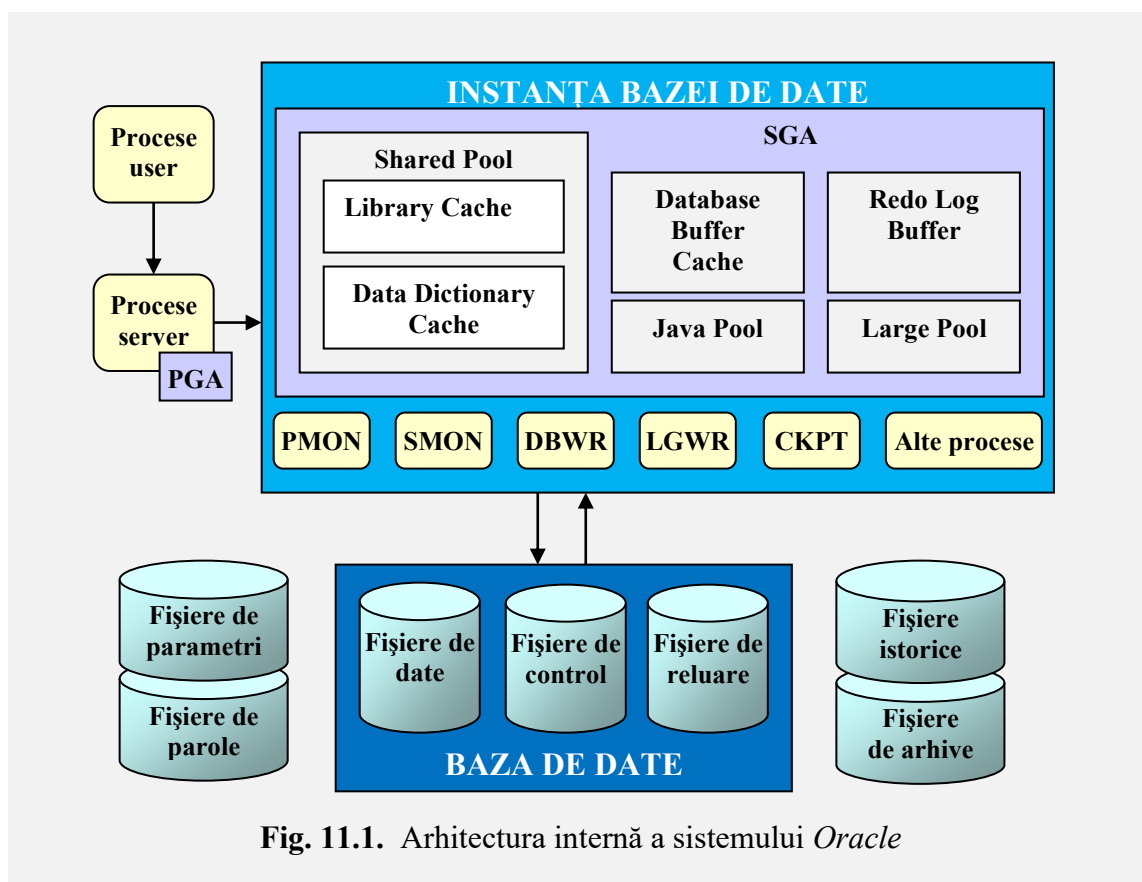 INSTANȚA BAZEI DE DATE
SGA
Procese
user
Procese
server
PGA
Shared Pool
Library Cache
Data Dictionary
Cache
Database
Buffer
Cache
Redo Log
Buffer
Java Pool
Large Pool
PMON
SMON
DBWR
LGWR
CKPT
Alte procese
Fişiere de
parametri
Fişiere de
parole
Fişiere de
date
Fişiere de
control
Fişiere de
reluare
BAZA DE DATE
Fişiere
istorice
Fişiere
de arhive
Fig. 11.1. Arhitectura internă a sistemului Oracle